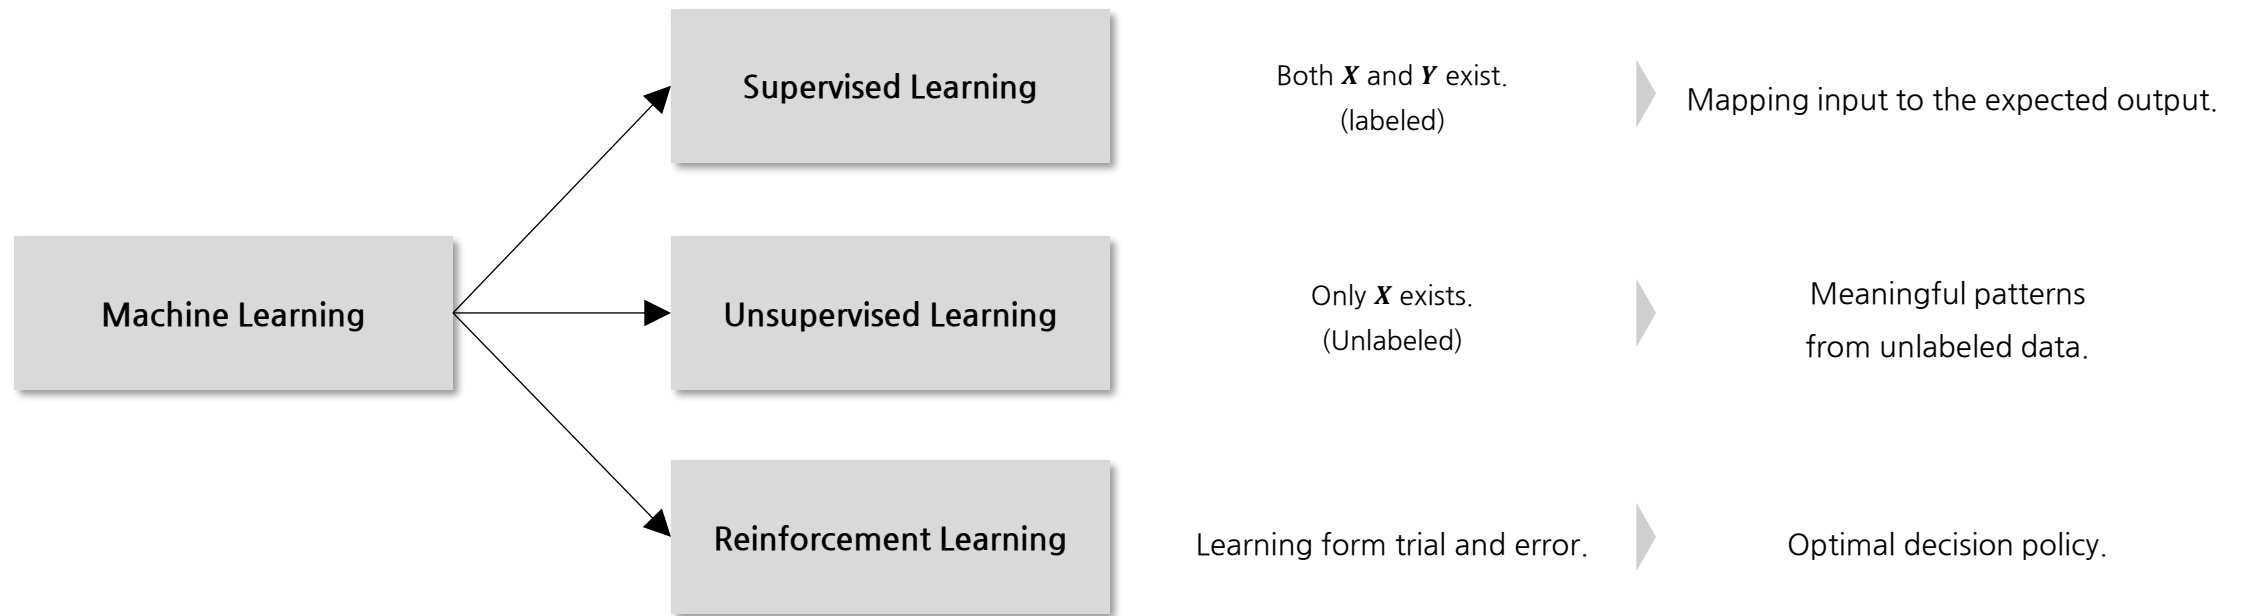 Supervised Learning
Both X and Y exist.
(labeled)
Mapping input to the expected output.
Machine Learning
Unsupervised Learning
Only X exists.
(Unlabeled)
Meaningful patterns
from unlabeled data.
Reinforcement Learning
Learning form trial and error.
Optimal decision policy.